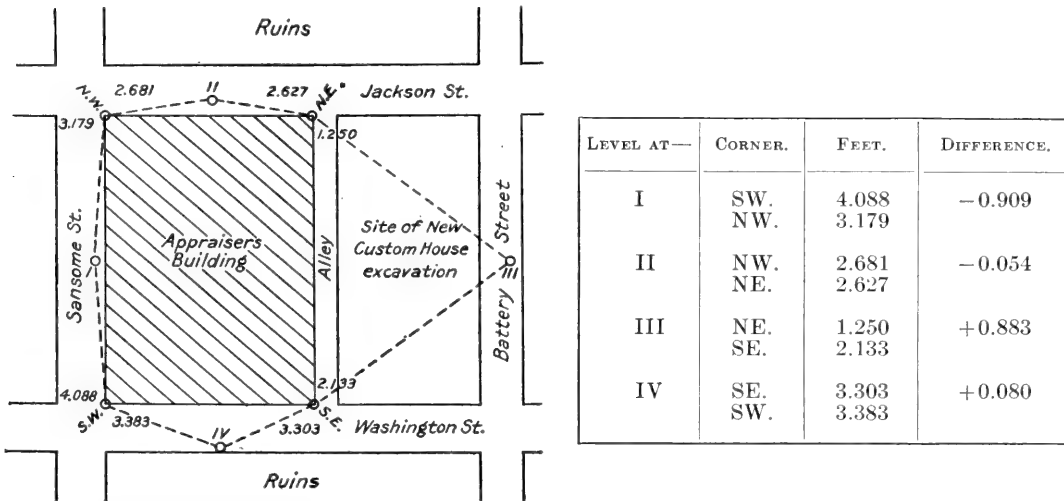 Ruins
N.W.
2.681
II
2.627
N.E.
Jackson St.
3.179
1.250
Sansome St.
Appraisers
Building
Alley
Site of New
Custom House
excavation
Battery Street
III
4.088
2.133
S.W.
3.383
IV
3.303
S.E.
Washington St.
Ruins
LEVEL AT— CORNER. FEET. DIFFERENCE.
I SW. 4.088 −0.909
NW. 3.179
II NW. 2.681 −0.054
NE. 2.627
III NE. 1.250 +0.883
SE. 2.133
IV SE. 3.303 +0.080
SW. 3.383